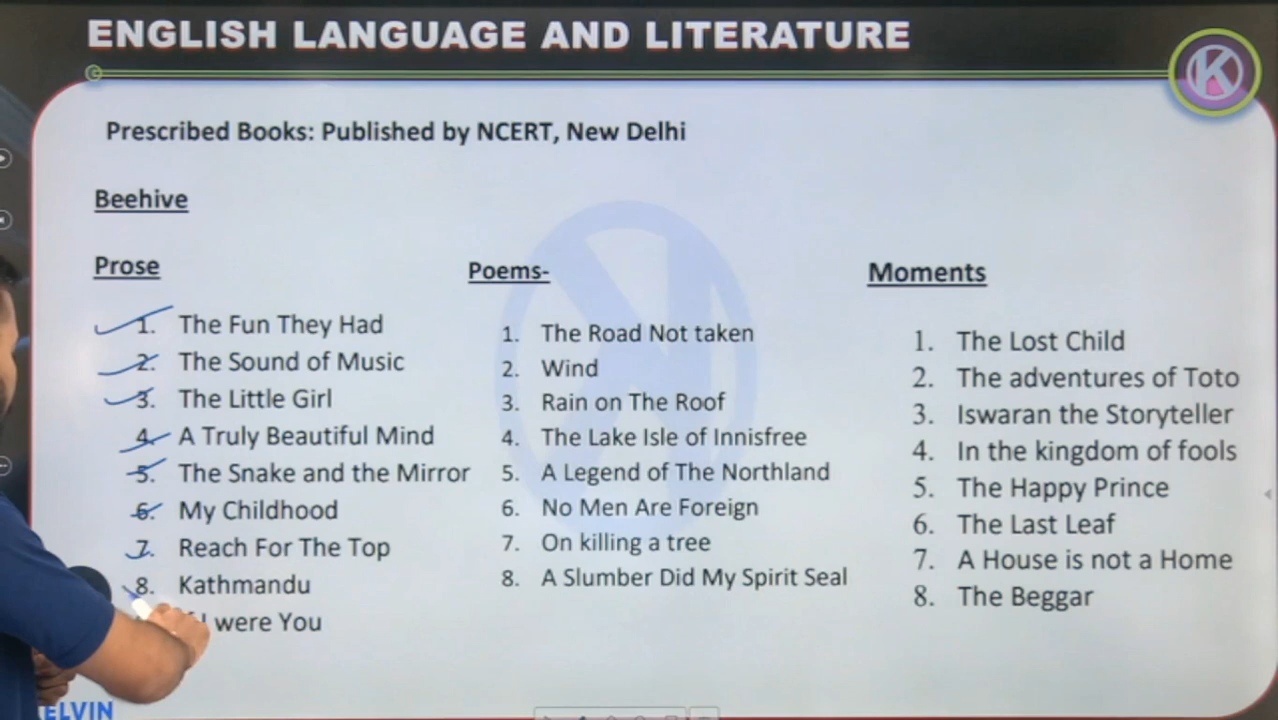 ENGLISH LANGUAGE AND LITERATURE
K
Prescribed Books: Published by NCERT, New Delhi
Beehive
Prose
1. The Fun They Had
2. The Sound of Music
3. The Little Girl
4. A Truly Beautiful Mind
5. The Snake and the Mirror
6. My Childhood
7. Reach For The Top
8. Kathmandu
I were You
Poems-
1. The Road Not taken
2. Wind
3. Rain on The Roof
4. The Lake Isle of Innisfree
5. A Legend of The Northland
6. No Men Are Foreign
7. On killing a tree
8. A Slumber Did My Spirit Seal
Moments
1. The Lost Child
2. The adventures of Toto
3. Iswaran the Storyteller
4. In the kingdom of fools
5. The Happy Prince
6. The Last Leaf
7. A House is not a Home
8. The Beggar
ELVIN